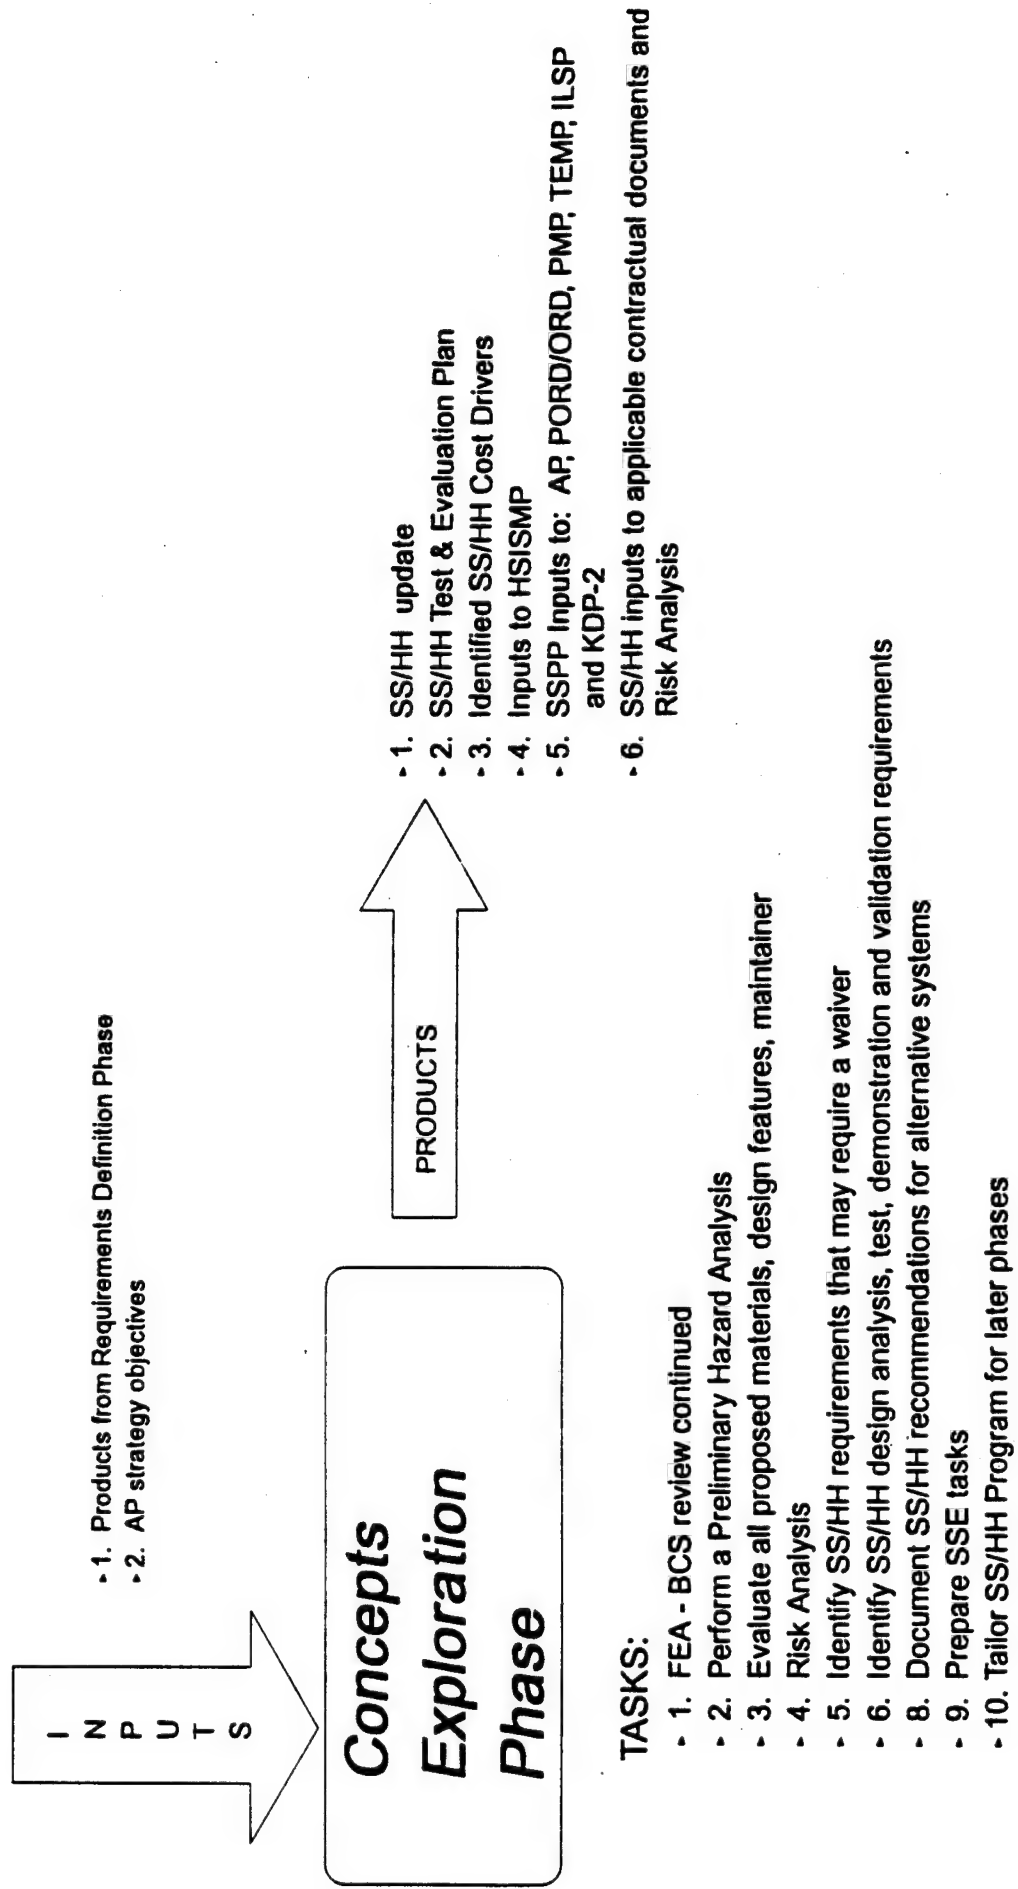 INPUTS
1. Products from Requirements Definition Phase
2. AP strategy objectives
Concepts
Exploration
Phase
PRODUCTS
1. SS/HH update
2. SS/HH Test & Evaluation Plan
3. Identified SS/HH Cost Drivers
4. Inputs to HSISMP
5. SSPP Inputs to: AP, PORD/ORD, PMP, TEMP, ILSP
and KDP-2
6. SS/HH inputs to applicable contractual documents and
Risk Analysis
TASKS:
1. FEA - BCS review continued
2. Perform a Preliminary Hazard Analysis
3. Evaluate all proposed materials, design features, maintainer
4. Risk Analysis
5. Identify SS/HH requirements that may require a waiver
6. Identify SS/HH design analysis, test, demonstration and validation requirements
8. Document SS/HH recommendations for alternative systems
9. Prepare SSE tasks
10. Tailor SS/HH Program for later phases